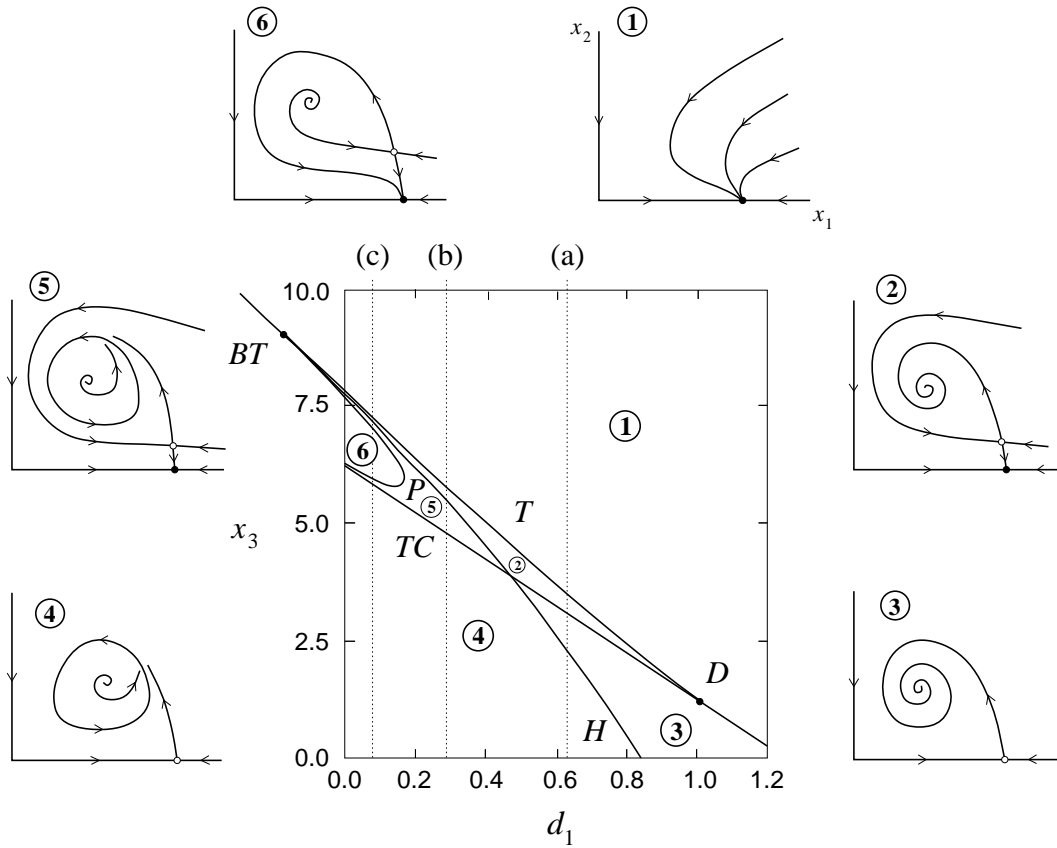 ⑥
①
x₂
x₁
(c)
(b)
(a)
⑤
②
10.0
BT
7.5
①
⑥
P
⑤
T
5.0
x₃
TC
②
④
③
④
2.5
D
③
H
0.0
0.0 0.2 0.4 0.6 0.8 1.0 1.2
d₁